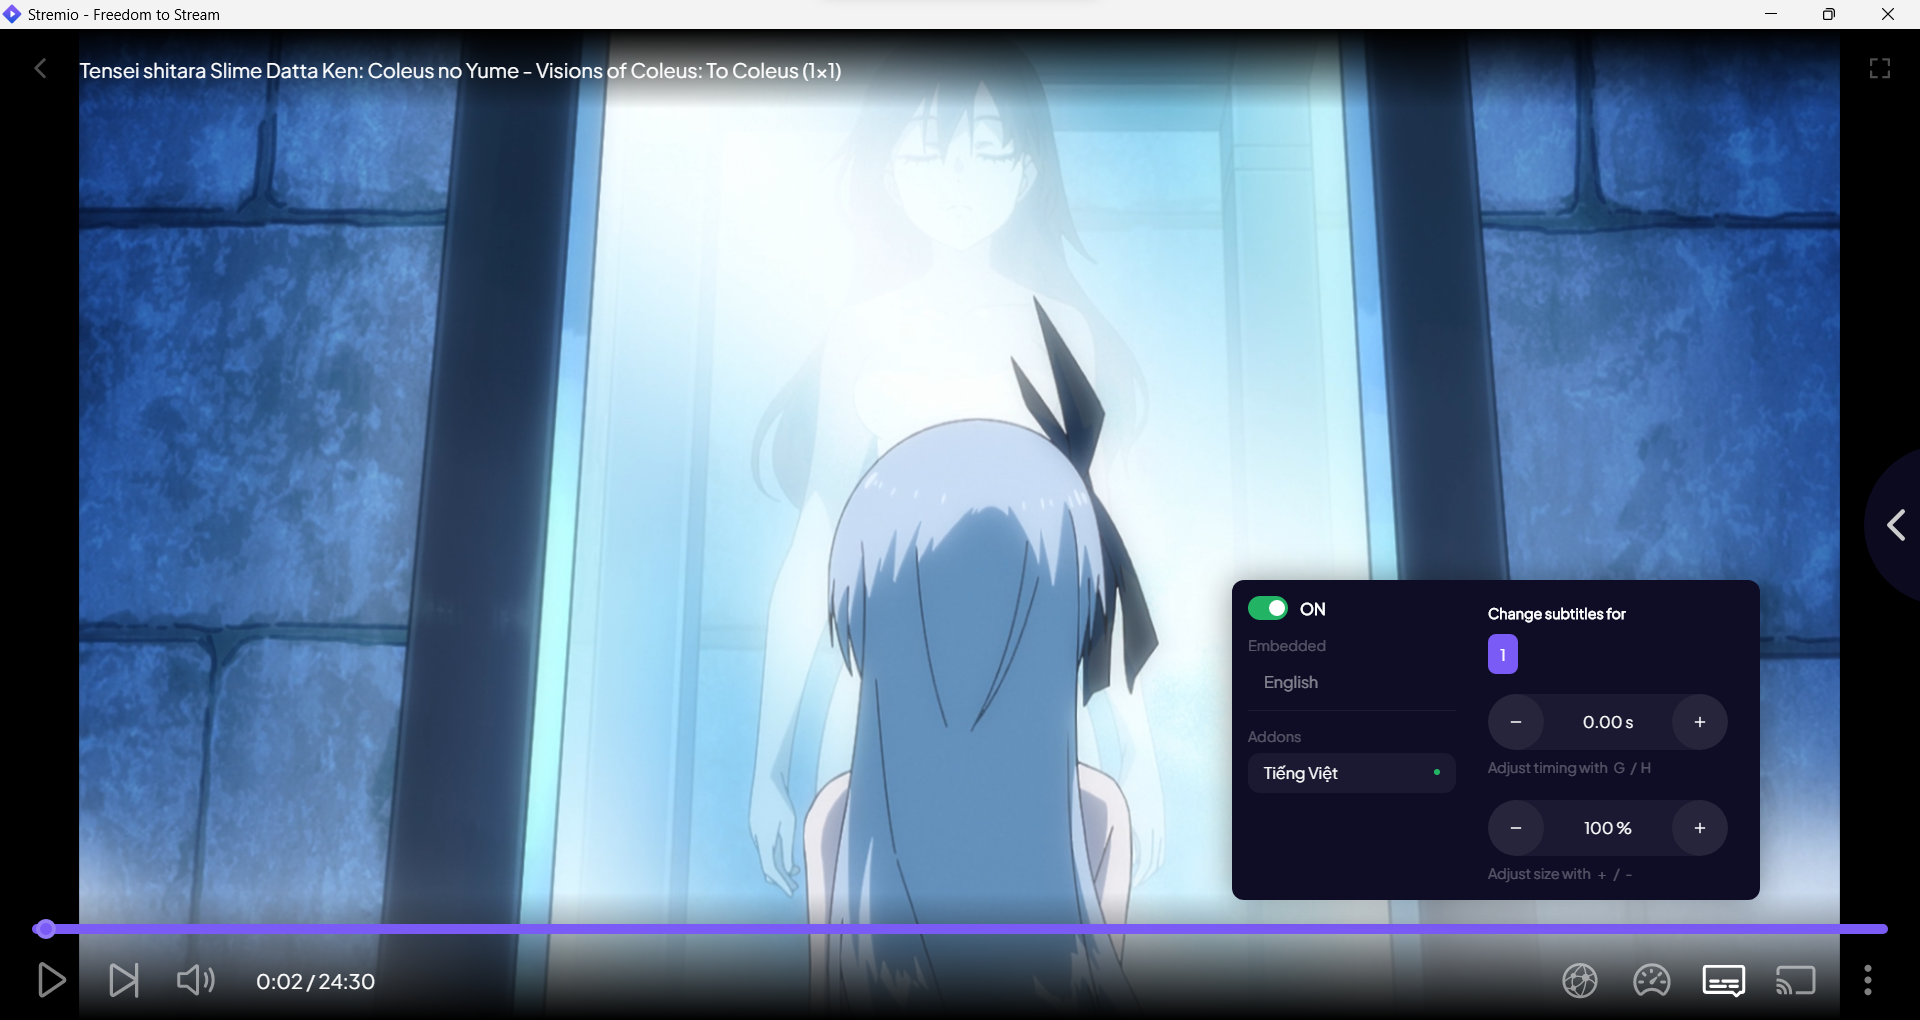 Stremio - Freedom to Stream
Tensei shitara Slime Datta Ken: Coleus no Yume - Visions of Coleus: To Coleus (1x1)
ON
Embedded
English
Addons
Tiếng Việt
Change subtitles for
1
− 0.00 s +
Adjust timing with G / H
− 100 % +
Adjust size with + / -
0:02 / 24:30